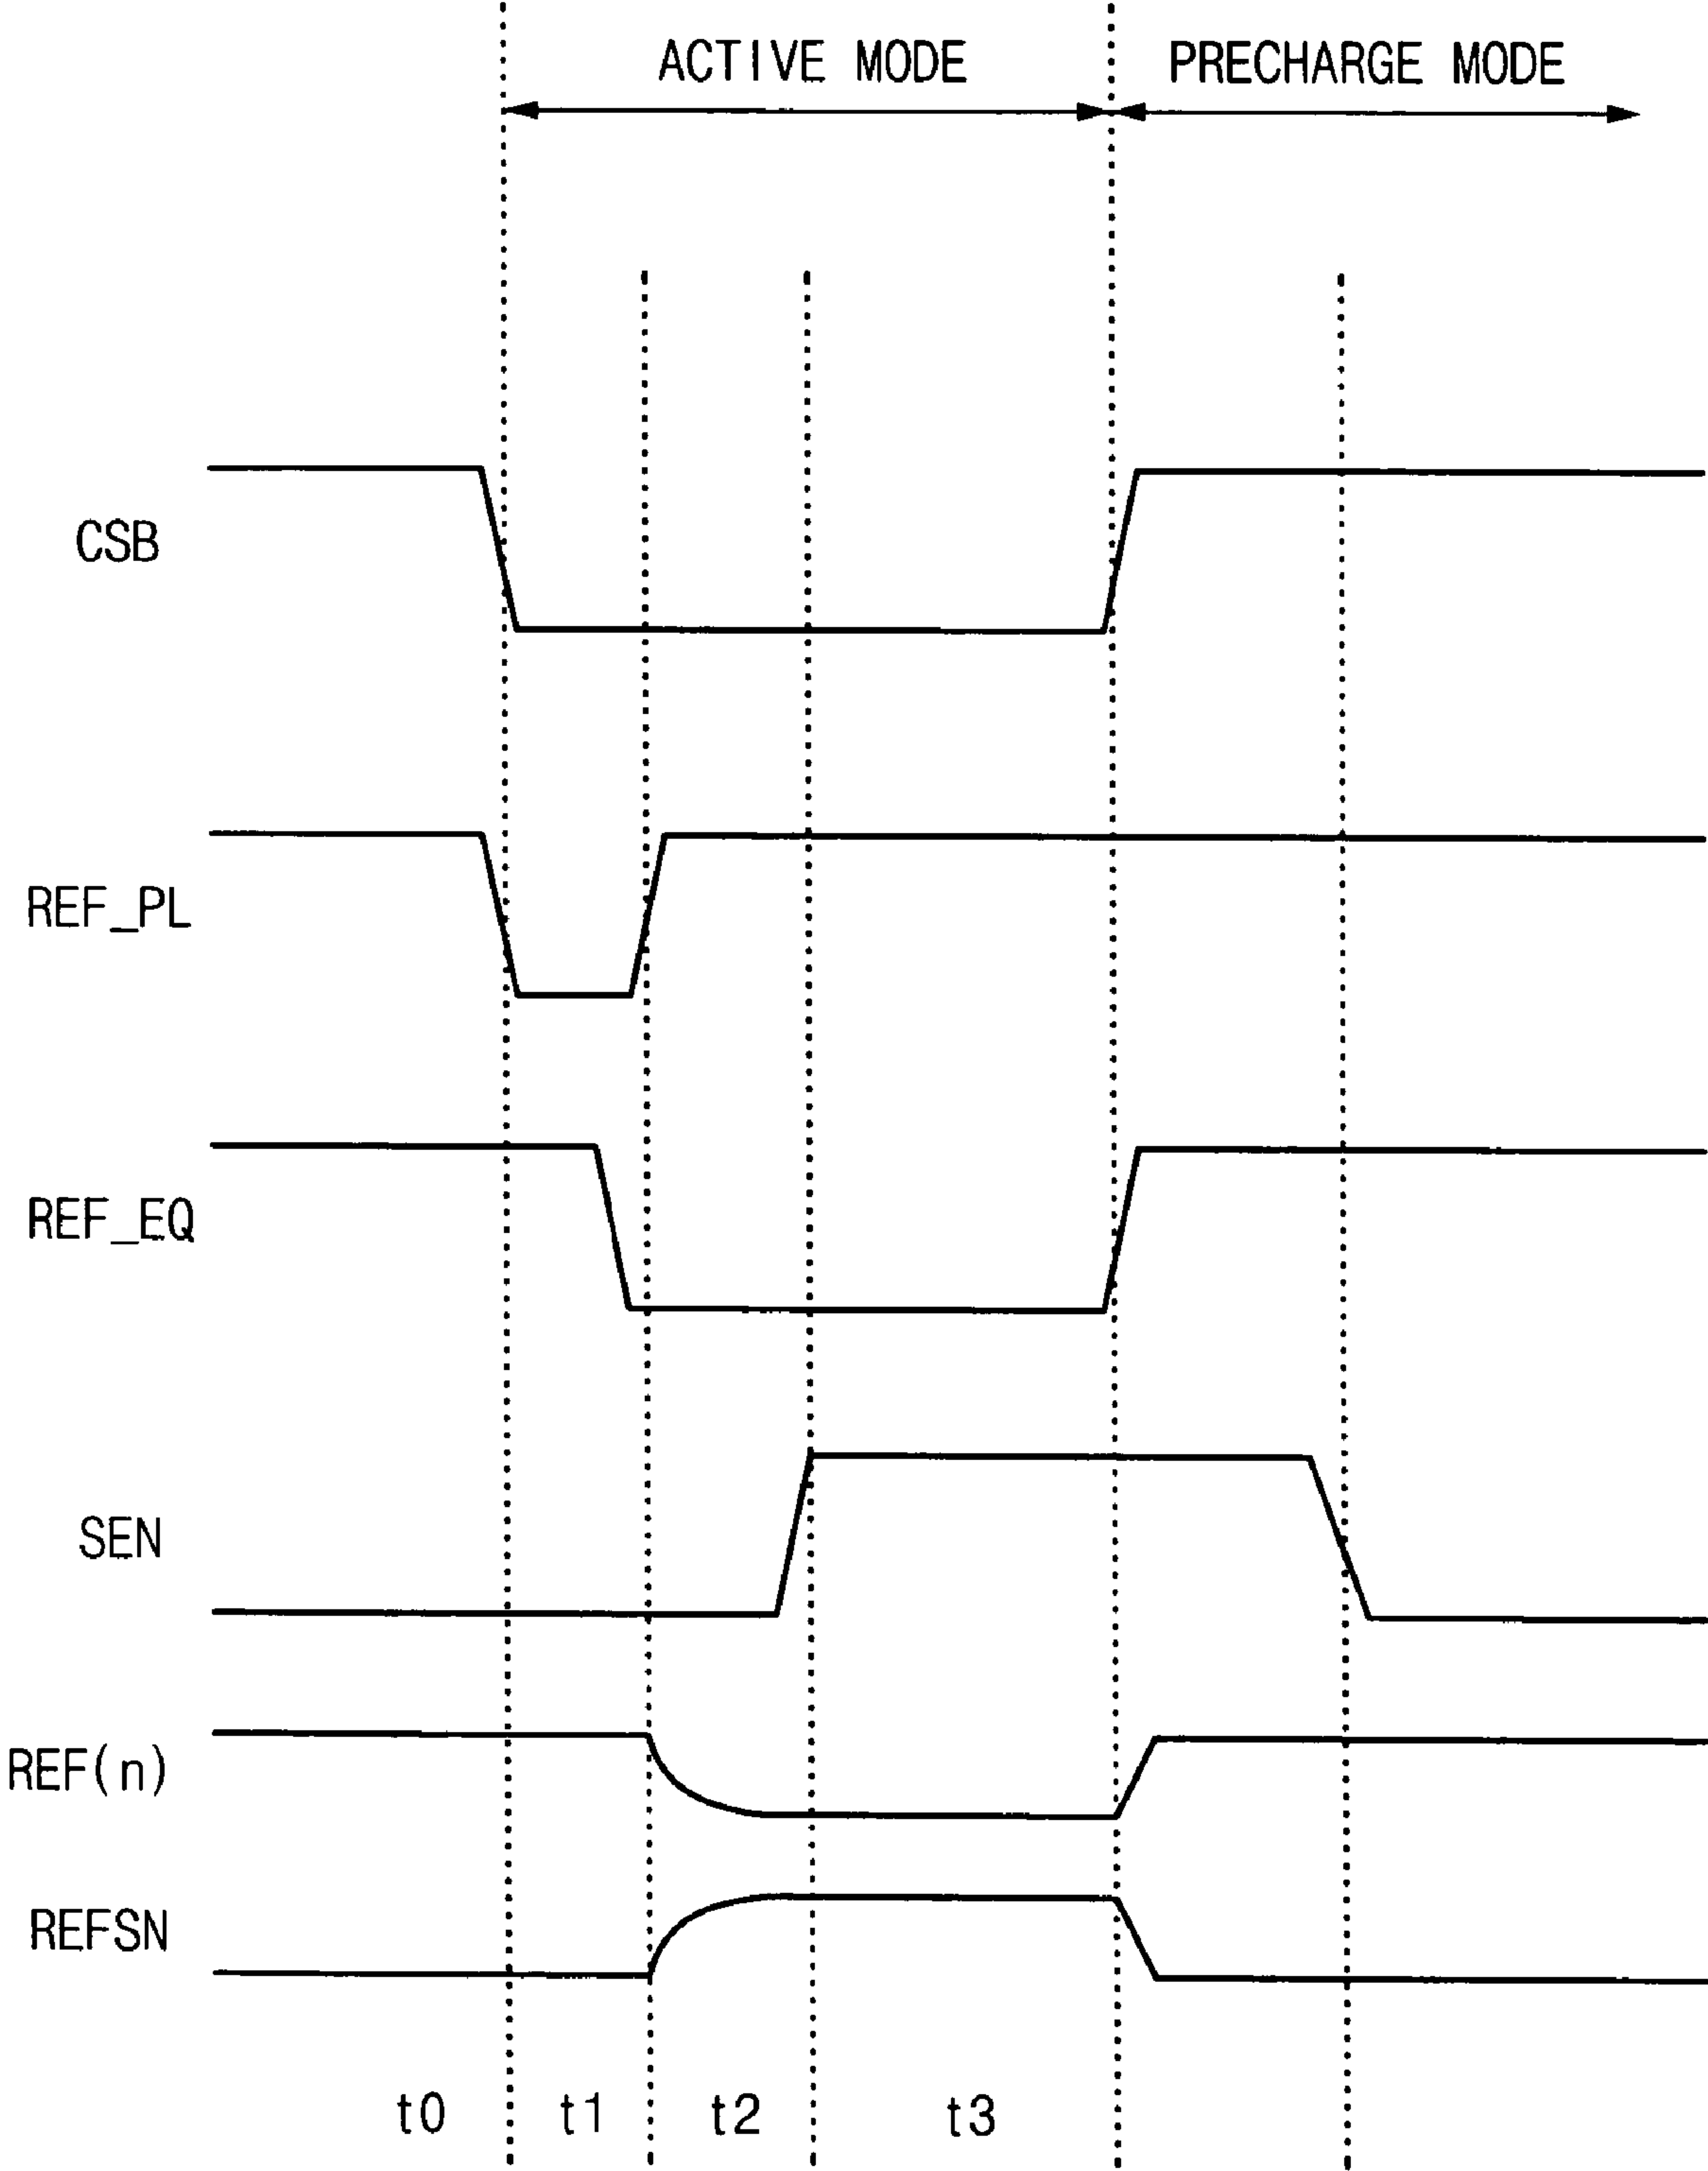 ACTIVE MODE
PRECHARGE MODE
CSB
REF_PL
REF_EQ
SEN
REF(n)
REFSN
t0
t1
t2
t3